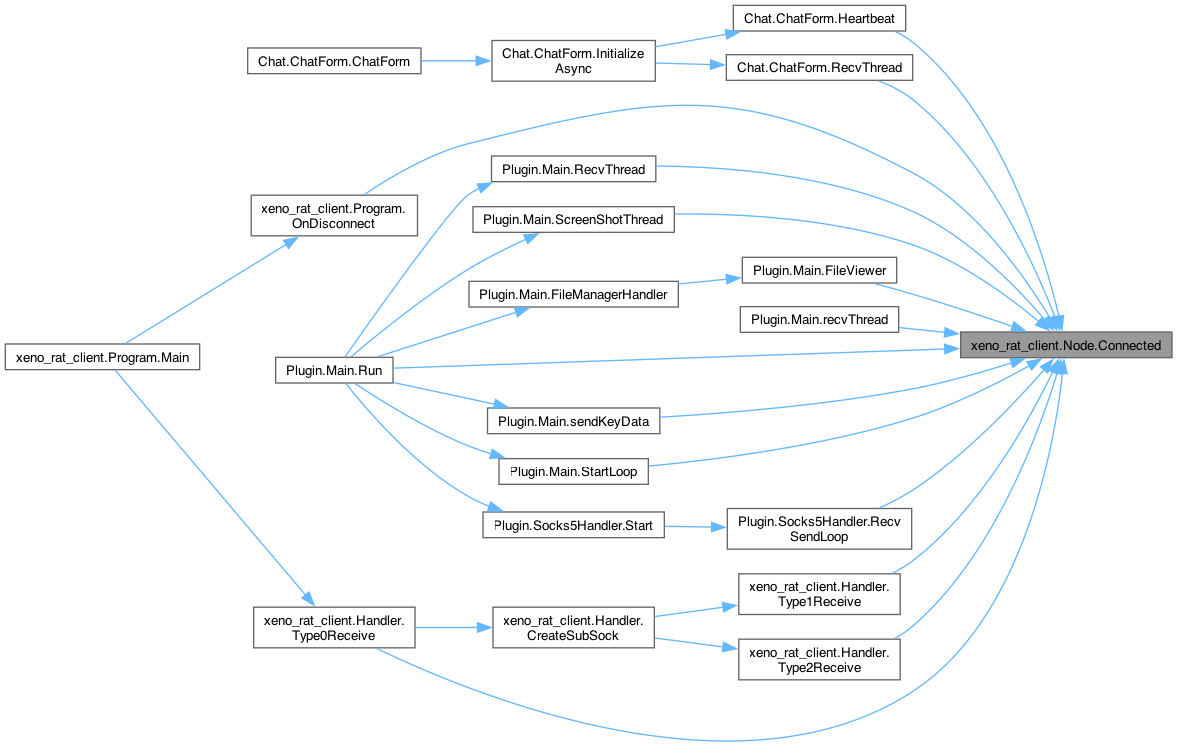 Chat.ChatForm.Heartbeat
Chat.ChatForm.ChatForm
Chat.ChatForm.Initialize
Async
Chat.ChatForm.RecvThread
Plugin.Main.RecvThread
xeno_rat_client.Program.
OnDisconnect
Plugin.Main.ScreenShotThread
Plugin.Main.FileViewer
Plugin.Main.FileManagerHandler
Plugin.Main.recvThread
xeno_rat_client.Node.Connected
xeno_rat_client.Program.Main
Plugin.Main.Run
Plugin.Main.sendKeyData
Plugin.Main.StartLoop
Plugin.Socks5Handler.Start
Plugin.Socks5Handler.Recv
SendLoop
xeno_rat_client.Handler.
Type1Receive
xeno_rat_client.Handler.
Type0Receive
xeno_rat_client.Handler.
CreateSubSock
xeno_rat_client.Handler.
Type2Receive